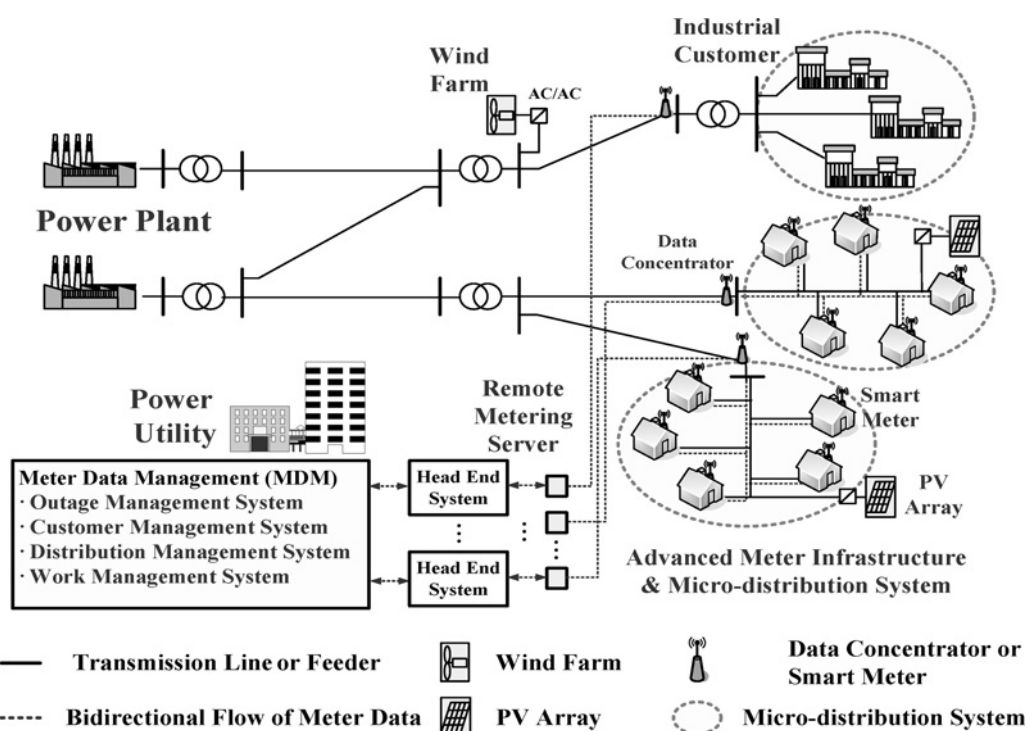 Industrial
Customer
Wind
Farm
AC/AC
Power Plant
Data
Concentrator
Smart
Meter
Power
Utility
Remote
Metering
Server
Meter Data Management (MDM)
· Outage Management System
· Customer Management System
· Distribution Management System
· Work Management System
Head End
System
Head End
System
PV
Array
Advanced Meter Infrastructure
& Micro-distribution System
Transmission Line or Feeder
Wind Farm
Data Concentrator or
Smart Meter
Bidirectional Flow of Meter Data
PV Array
Micro-distribution System